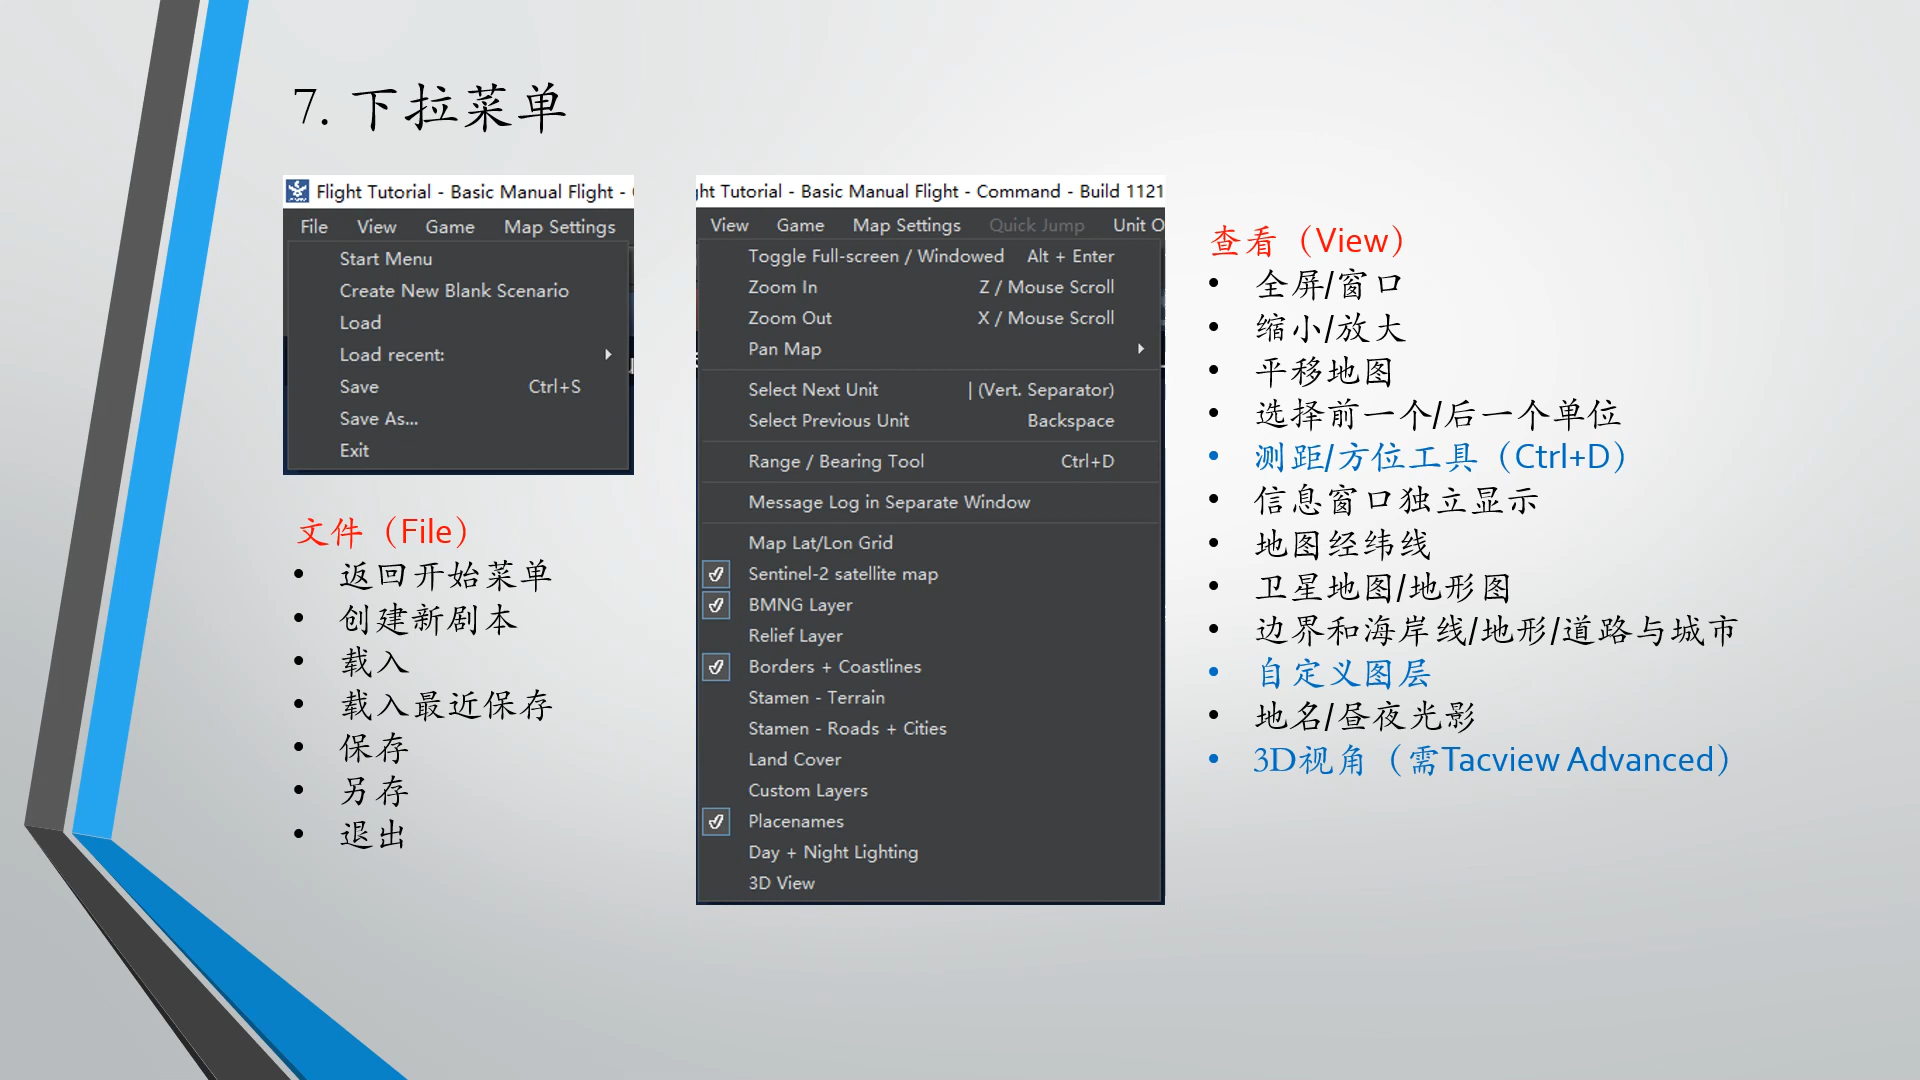 7. 下拉菜单
Flight Tutorial - Basic Manual Flight -
File View Game Map Settings
Start Menu
Create New Blank Scenario
Load
Load recent:
Save Ctrl+S
Save As...
Exit
文件（File）
• 返回开始菜单
• 创建新剧本
• 载入
• 载入最近保存
• 保存
• 另存
• 退出
ht Tutorial - Basic Manual Flight - Command - Build 1121
View Game Map Settings Quick Jump Unit O
Toggle Full-screen / Windowed Alt + Enter
Zoom In Z / Mouse Scroll
Zoom Out X / Mouse Scroll
Pan Map
Select Next Unit | (Vert. Separator)
Select Previous Unit Backspace
Range / Bearing Tool Ctrl+D
Message Log in Separate Window
Map Lat/Lon Grid
Sentinel-2 satellite map
BMNG Layer
Relief Layer
Borders + Coastlines
Stamen - Terrain
Stamen - Roads + Cities
Land Cover
Custom Layers
Placenames
Day + Night Lighting
3D View
查看（View）
• 全屏/窗口
• 缩小/放大
• 平移地图
• 选择前一个/后一个单位
• 测距/方位工具（Ctrl+D）
• 信息窗口独立显示
• 地图经纬线
• 卫星地图/地形图
• 边界和海岸线/地形/道路与城市
• 自定义图层
• 地名/昼夜光影
• 3D视角（需Tacview Advanced）